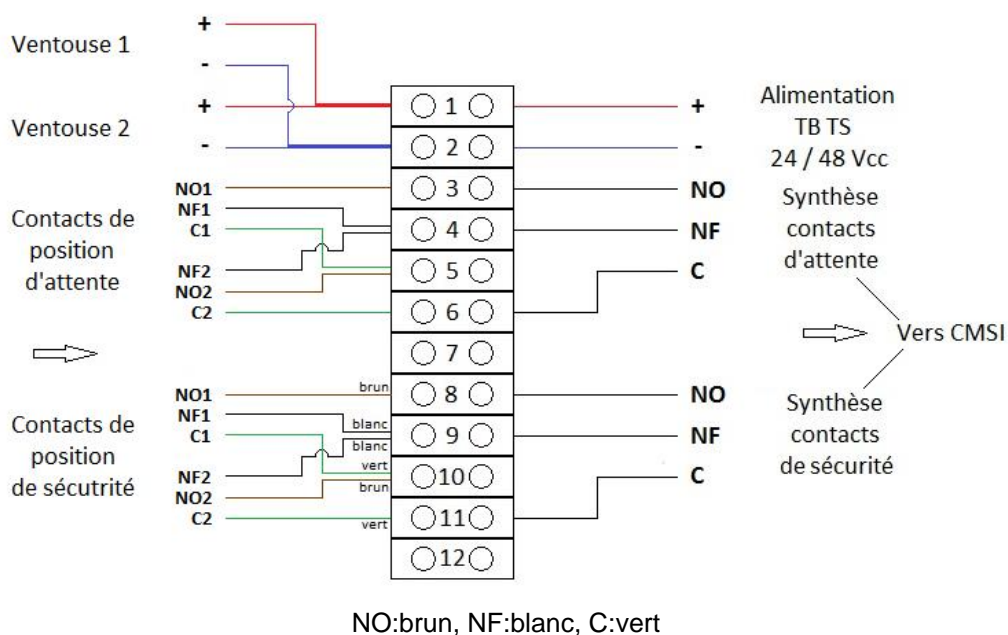 Ventouse 1
+
-
Ventouse 2
+
-
Contacts de
position
d'attente
NO1
NF1
C1
NF2
NO2
C2
Contacts de
position
de sécutrité
NO1
NF1
C1
NF2
NO2
C2
brun
blanc
blanc
vert
brun
vert
1
2
3
4
5
6
7
8
9
10
11
12
+
-
NO
NF
C
NO
NF
C
Alimentation
TB TS
24 / 48 Vcc
Synthèse
contacts
d'attente
Vers CMSI
Synthèse
contacts
de sécurité
NO:brun, NF:blanc, C:vert